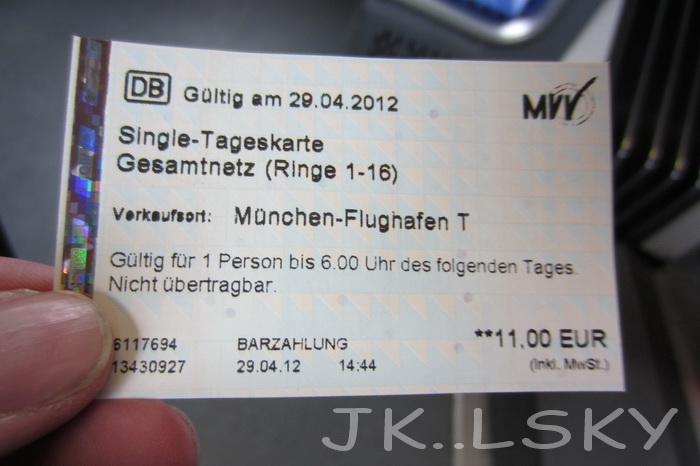 DB Gültig am 29.04.2012 MVV
Single-Tageskarte
Gesamtnetz (Ringe 1-16)
Verkaufsort: München-Flughafen T
Gültig für 1 Person bis 6.00 Uhr des folgenden Tages.
Nicht übertragbar.
6117694 BARZAHLUNG **11,00 EUR
13430927 29.04.12 14:44 (inkl. MwSt.)
JK..LSKY